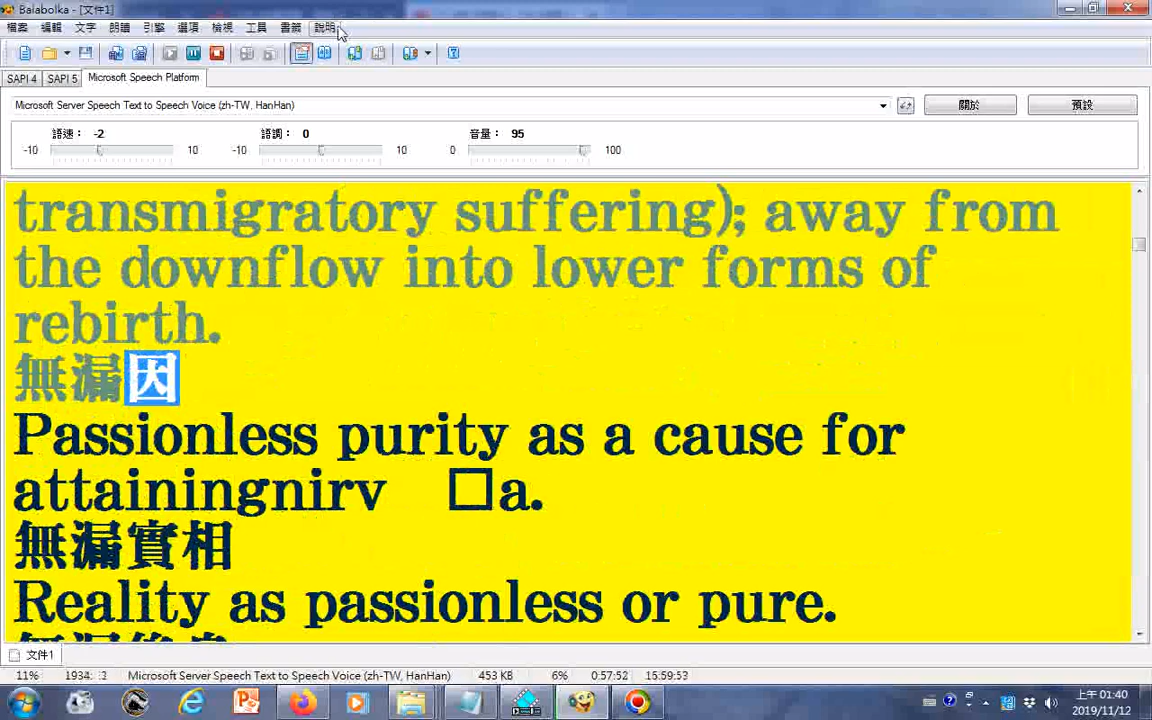 Balabolka - [文件1]
檔案 編輯 文字 朗讀 引擎 選項 檢視 工具 書籤 說明
SAPI 4 SAPI 5 Microsoft Speech Platform
Microsoft Server Speech Text to Speech Voice (zh-TW, HanHan) 關於 預設
語速： -2 語調： 0 音量： 95
-10 10 -10 10 0 100
transmigratory suffering); away from
the downflow into lower forms of
rebirth.
無漏因
Passionless purity as a cause for
attainingnirv □a.
無漏實相
Reality as passionless or pure.
文件1
11% 1934: :2 Microsoft Server Speech Text to Speech Voice (zh-TW, HanHan) 453 KB 6% 0:57:52 15:59:53
上午 01:40
2019/11/12